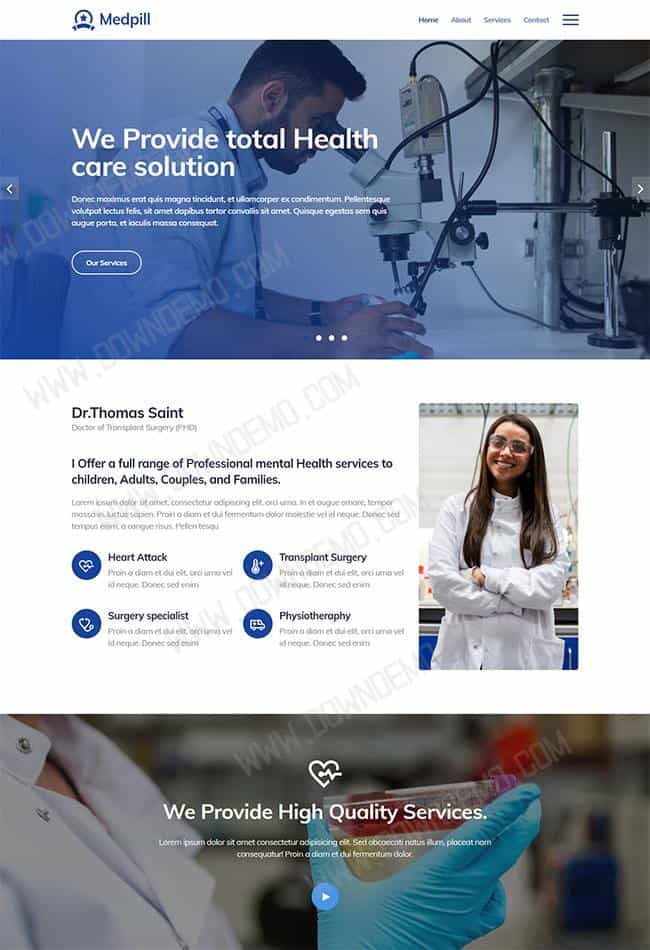 Medpill
Home About Services Contact
We Provide total Health
care solution
Donec maximus erat quis magna tincidunt, et ullamcorper ex condimentum. Pellentesque
volutpat lectus felis, sit amet dapibus tortor convallis sit amet. Quisque egestas sem quis
augue porta, et iaculis massa consequat.
Our Services
Dr.Thomas Saint
Doctor of Transplant Surgery (PHD)
I Offer a full range of Professional mental Health services to
children, Adults, Couples, and Families.
Lorem ipsum dolor sit amet, consectetur adipiscing elit, orci urna. In et augue ornare, tempor
massa in, luctus sapien. Proin a diam et dui fermentum dolor molestie vel id neque. Donec sed
tempus enim, a congue risus. Pellen tesqu
Heart Attack
Proin a diam et dui elit, orci urna vel
id neque. Donec sed enim
Transplant Surgery
Proin a diam et dui elit, orci urna vel
id neque. Donec sed enim
Surgery specialist
Proin a diam et dui elit, orci urna vel
id neque. Donec sed enim
Physiotheraphy
Proin a diam et dui elit, orci urna vel
id neque. Donec sed enim
We Provide High Quality Services.
Lorem ipsum dolor sit amet consectetur adipisicing elit. Sed obcaecati natus illum, placeat nam
consequatur! Proin a diam et dui fermentum dolor.
WWW.DOWNDEMO.COM
WWW.DOWNDEMO.COM
WWW.DOWNDEMO.COM
WWW.DOWNDEMO.COM